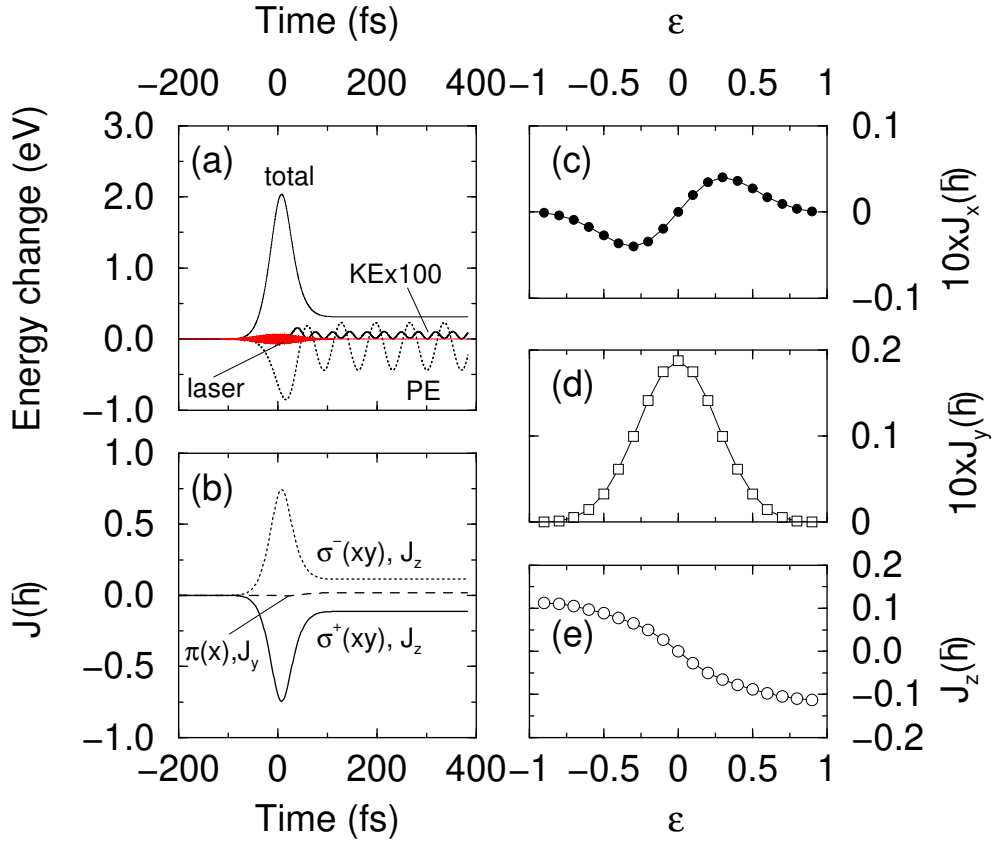 Time (fs)
ε
−200 0 200 400
−1 −0.5 0 0.5 1
Energy change (eV)
3.0
2.0
1.0
0.0
−1.0
(a)
total
KEx100
laser
PE
(c)
0.1
0
−0.1
10xJx(ħ)
(d)
0.2
0.1
0
10xJy(ħ)
J(ħ)
1.0
0.5
0.0
−0.5
−1.0
(b)
σ−(xy), Jz
π(x),Jy
σ+(xy), Jz
(e)
0.2
0.1
0.0
−0.1
−0.2
Jz(ħ)
−200 0 200 400
−1 −0.5 0 0.5 1
Time (fs)
ε